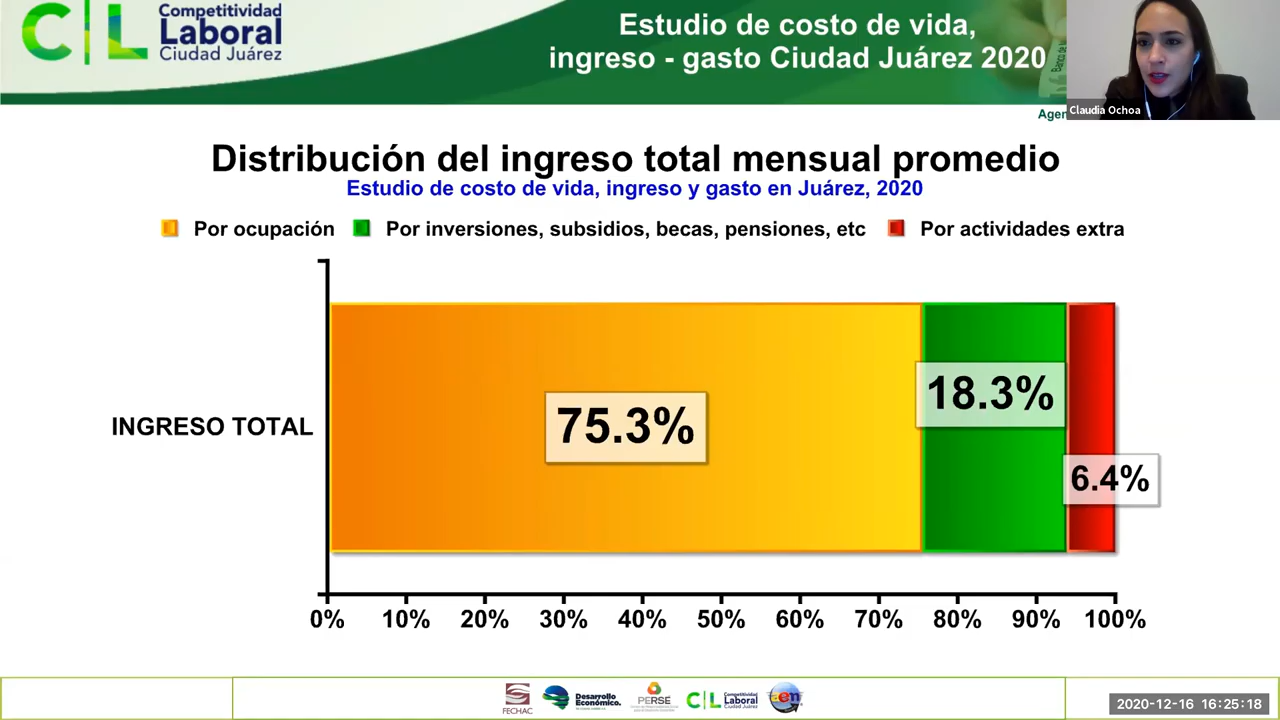 C|L
Competitividad
Laboral
Ciudad Juárez
Estudio de costo de vida,
ingreso - gasto Ciudad Juárez 2020
Claudia Ochoa
Agen
Distribución del ingreso total mensual promedio
Estudio de costo de vida, ingreso y gasto en Juárez, 2020
Por ocupación
Por inversiones, subsidios, becas, pensiones, etc
Por actividades extra
INGRESO TOTAL
75.3%
18.3%
6.4%
0% 10% 20% 30% 40% 50% 60% 70% 80% 90% 100%
FECHAC
Desarrollo
Económico.
PERSÉ
C|L
Competitividad
Laboral
Ciudad Juárez
2020-12-16 16:25:18